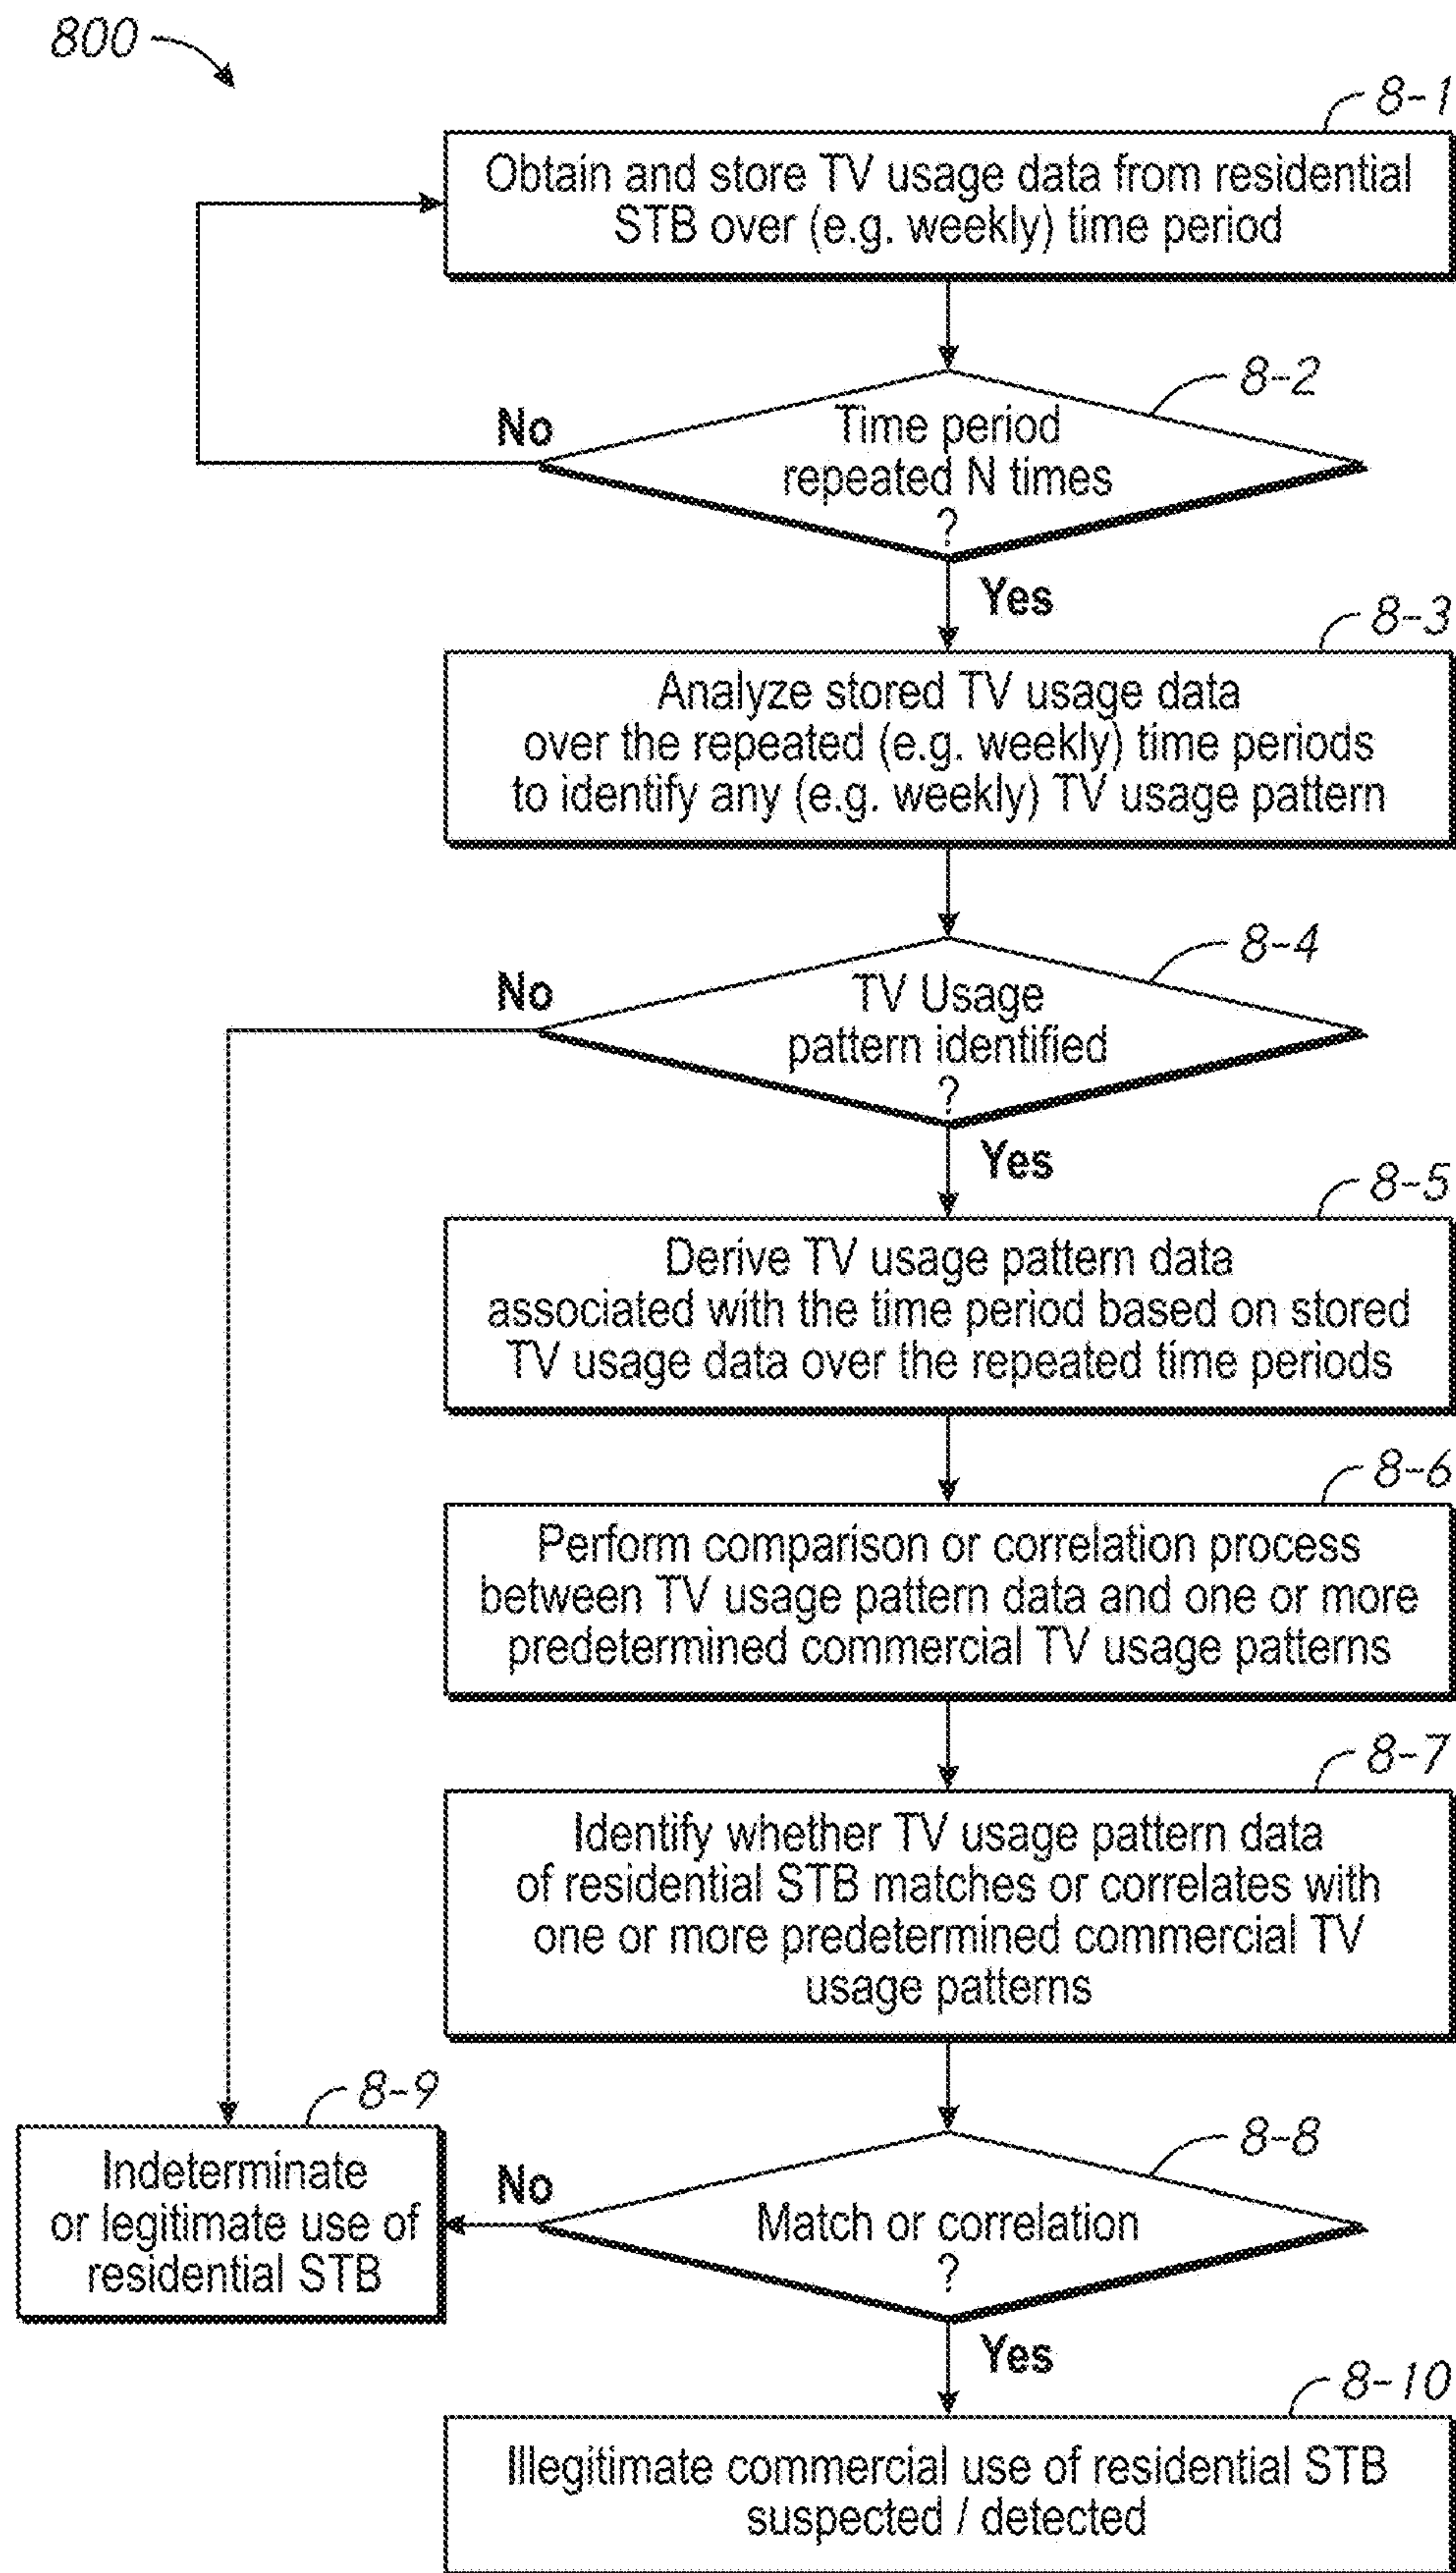 800
8-1
Obtain and store TV usage data from residential
STB over (e.g. weekly) time period
8-2
No
Time period
repeated N times
?
Yes
8-3
Analyze stored TV usage data
over the repeated (e.g. weekly) time periods
to identify any (e.g. weekly) TV usage pattern
8-4
No
TV Usage
pattern identified
?
Yes
8-5
Derive TV usage pattern data
associated with the time period based on stored
TV usage data over the repeated time periods
8-6
Perform comparison or correlation process
between TV usage pattern data and one or more
predetermined commercial TV usage patterns
8-7
Identify whether TV usage pattern data
of residential STB matches or correlates with
one or more predetermined commercial TV
usage patterns
8-9
Indeterminate
or legitimate use of
residential STB
8-8
No
Match or correlation
?
Yes
8-10
Illegitimate commercial use of residential STB
suspected / detected